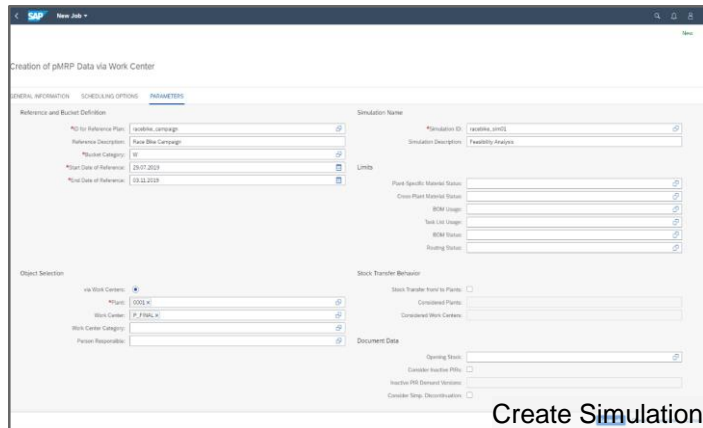 SAP New Job
New
Creation of pMRP Data via Work Center
GENERAL INFORMATION SCHEDULING OPTIONS PARAMETERS
Reference and Bucket Definition
*ID for Reference Plan: racebike_campaign
Reference Description: Race Bike Campaign
*Bucket Category: W
*Start Date of Reference: 29.07.2019
*End Date of Reference: 03.11.2019
Simulation Name
*Simulation ID: racebike_sim01
Simulation Description: Feasibility Analysis
Limits
Plant Specific Material Status:
Cross-Plant Material Status:
BOM Usage:
Task List Usage:
BOM Status:
Routing Status:
Object Selection
via Work Centers:
*Plant: 0001
Work Center: P_FINAL
Work Center Category:
Person Responsible:
Stock Transfer Behavior
Stock Transfer from/to Plants:
Considered Plants:
Considered Work Centers:
Document Data
Opening Stock:
Consider Inactive PIRs:
Inactive PIR Demand Versions:
Consider Simp. Discontinuation:
Create Simulation